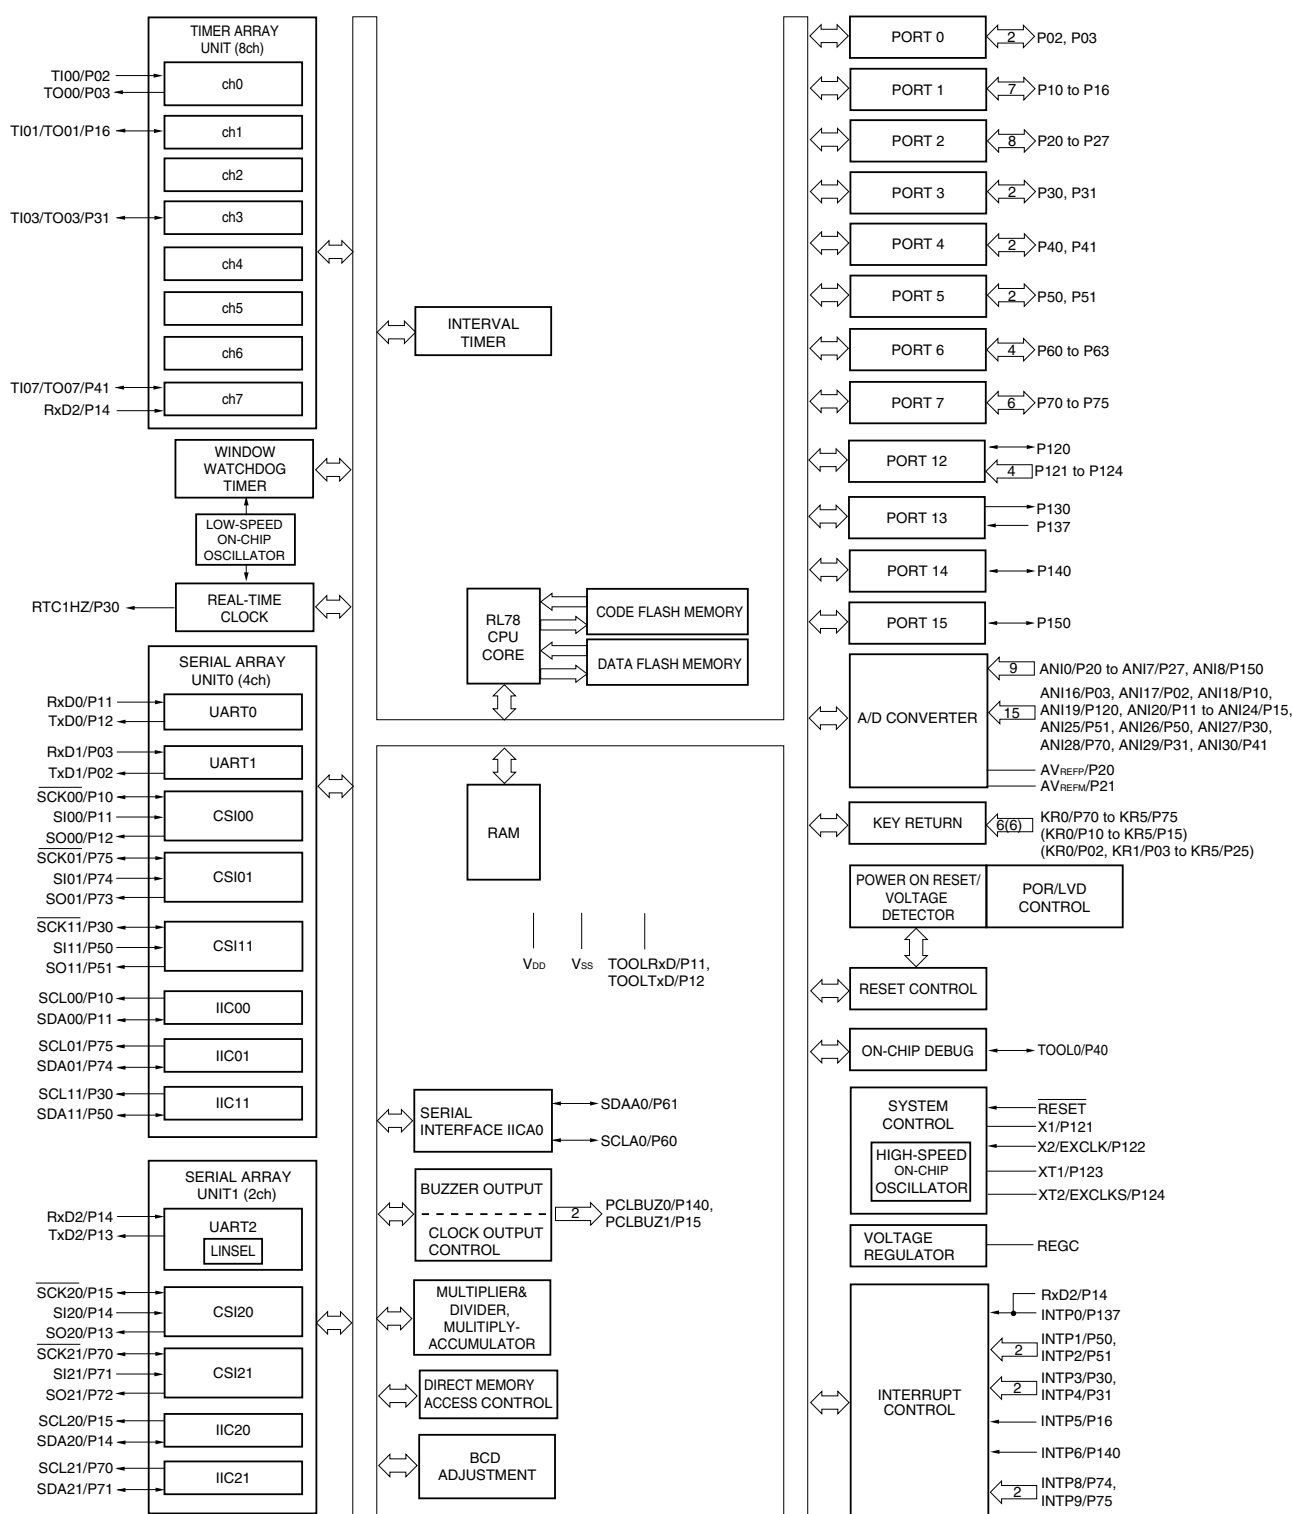 TIMER ARRAY
UNIT (8ch)
TI00/P02
TO00/P03
ch0
TI01/TO01/P16
ch1
ch2
TI03/TO03/P31
ch3
ch4
ch5
ch6
TI07/TO07/P41
RxD2/P14
ch7
WINDOW
WATCHDOG
TIMER
LOW-SPEED
ON-CHIP
OSCILLATOR
RTC1HZ/P30
REAL-TIME
CLOCK
SERIAL ARRAY
UNIT0 (4ch)
RxD0/P11
TxD0/P12
UART0
RxD1/P03
TxD1/P02
UART1
SCK00/P10
SI00/P11
SO00/P12
CSI00
SCK01/P75
SI01/P74
SO01/P73
CSI01
SCK11/P30
SI11/P50
SO11/P51
CSI11
SCL00/P10
SDA00/P11
IIC00
SCL01/P75
SDA01/P74
IIC01
SCL11/P30
SDA11/P50
IIC11
SERIAL ARRAY
UNIT1 (2ch)
RxD2/P14
TxD2/P13
UART2
LINSEL
SCK20/P15
SI20/P14
SO20/P13
CSI20
SCK21/P70
SI21/P71
SO21/P72
CSI21
SCL20/P15
SDA20/P14
IIC20
SCL21/P70
SDA21/P71
IIC21
INTERVAL
TIMER
RL78
CPU
CORE
CODE FLASH MEMORY
DATA FLASH MEMORY
RAM
VDD
VSS
TOOLRxD/P11,
TOOLTxD/P12
SERIAL
INTERFACE IICA0
SDAA0/P61
SCLA0/P60
BUZZER OUTPUT
CLOCK OUTPUT
CONTROL
2
PCLBUZ0/P140,
PCLBUZ1/P15
MULTIPLIER&
DIVIDER,
MULITIPLY-
ACCUMULATOR
DIRECT MEMORY
ACCESS CONTROL
BCD
ADJUSTMENT
PORT 0
2
P02, P03
PORT 1
7
P10 to P16
PORT 2
8
P20 to P27
PORT 3
2
P30, P31
PORT 4
2
P40, P41
PORT 5
2
P50, P51
PORT 6
4
P60 to P63
PORT 7
6
P70 to P75
PORT 12
P120
4
P121 to P124
PORT 13
P130
P137
PORT 14
P140
PORT 15
P150
A/D CONVERTER
9
ANI0/P20 to ANI7/P27, ANI8/P150
15
ANI16/P03, ANI17/P02, ANI18/P10,
ANI19/P120, ANI20/P11 to ANI24/P15,
ANI25/P51, ANI26/P50, ANI27/P30,
ANI28/P70, ANI29/P31, ANI30/P41
AVREFP/P20
AVREFM/P21
KEY RETURN
6(6)
KR0/P70 to KR5/P75
(KR0/P10 to KR5/P15)
(KR0/P02, KR1/P03 to KR5/P25)
POWER ON RESET/
VOLTAGE
DETECTOR
POR/LVD
CONTROL
RESET CONTROL
ON-CHIP DEBUG
TOOL0/P40
SYSTEM
CONTROL
HIGH-SPEED
ON-CHIP
OSCILLATOR
RESET
X1/P121
X2/EXCLK/P122
XT1/P123
XT2/EXCLKS/P124
VOLTAGE
REGULATOR
REGC
INTERRUPT
CONTROL
RxD2/P14
INTP0/P137
2
INTP1/P50,
INTP2/P51
2
INTP3/P30,
INTP4/P31
INTP5/P16
INTP6/P140
2
INTP8/P74,
INTP9/P75